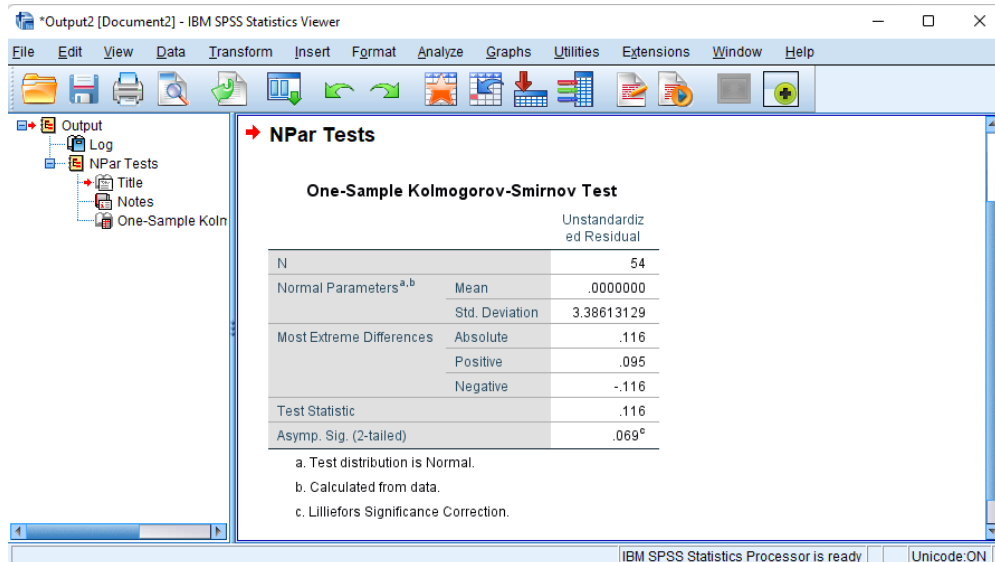 *Output2 [Document2] - IBM SPSS Statistics Viewer
File Edit View Data Transform Insert Format Analyze Graphs Utilities Extensions Window Help
Output
Log
NPar Tests
Title
Notes
One-Sample Kolm
NPar Tests
One-Sample Kolmogorov-Smirnov Test
Unstandardiz
ed Residual
N 54
Normal Parameters a,b Mean .0000000
Std. Deviation 3.38613129
Most Extreme Differences Absolute .116
Positive .095
Negative -.116
Test Statistic .116
Asymp. Sig. (2-tailed) .069 c
a. Test distribution is Normal.
b. Calculated from data.
c. Lilliefors Significance Correction.
IBM SPSS Statistics Processor is ready Unicode:ON